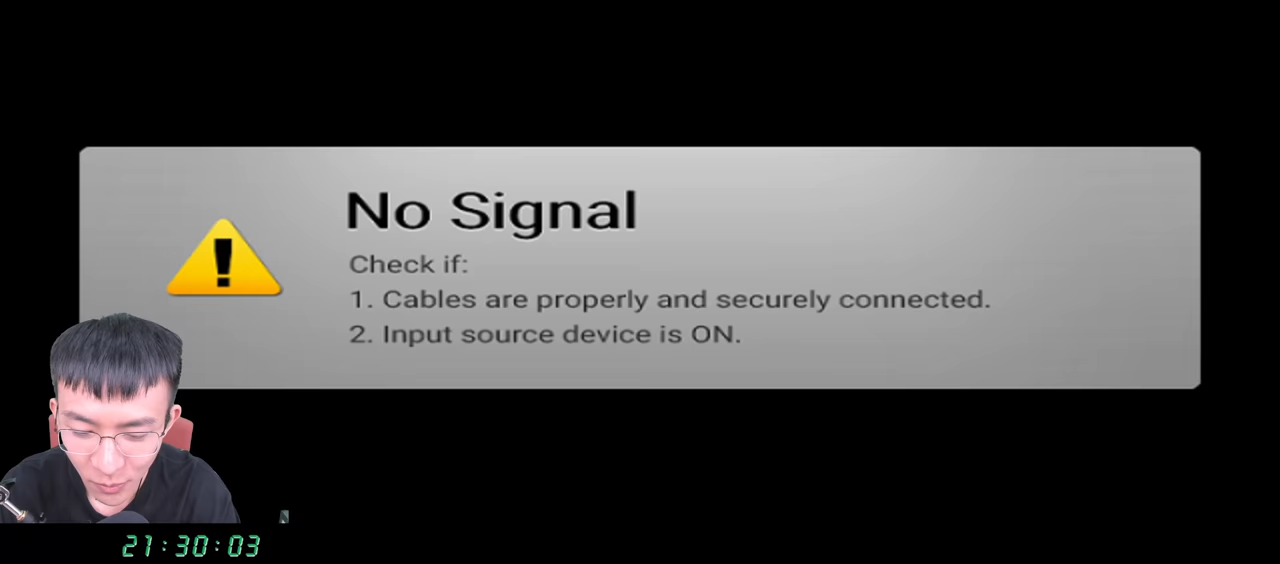 No Signal
Check if:
1. Cables are properly and securely connected.
2. Input source device is ON.
21:30:03